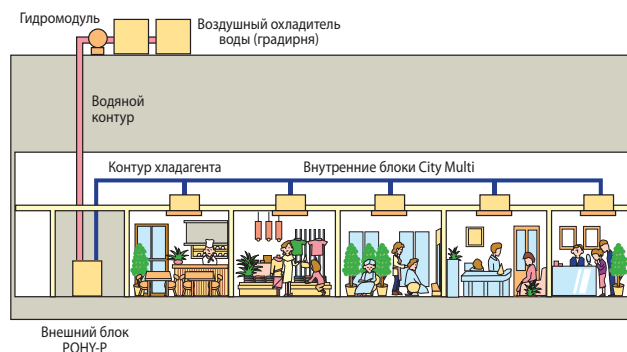 Гидромодуль
Воздушный охладитель
воды (градирня)
Водяной
контур
Контур хладагента
Внутренние блоки City Multi
Внешний блок
PQHY-P